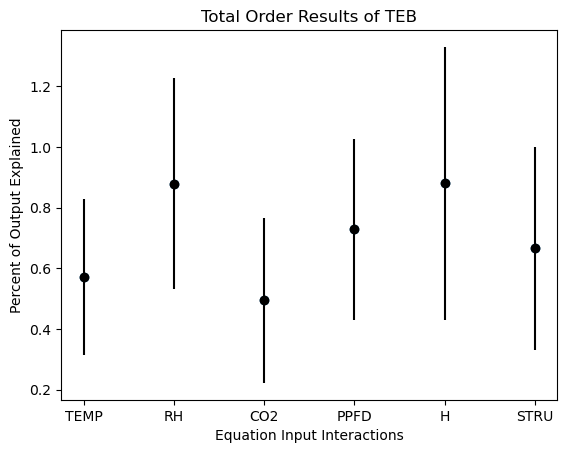 Total Order Results of TEB
Percent of Output Explained
1.2
1.0
0.8
0.6
0.4
0.2
TEMP RH CO2 PPFD H STRU
Equation Input Interactions